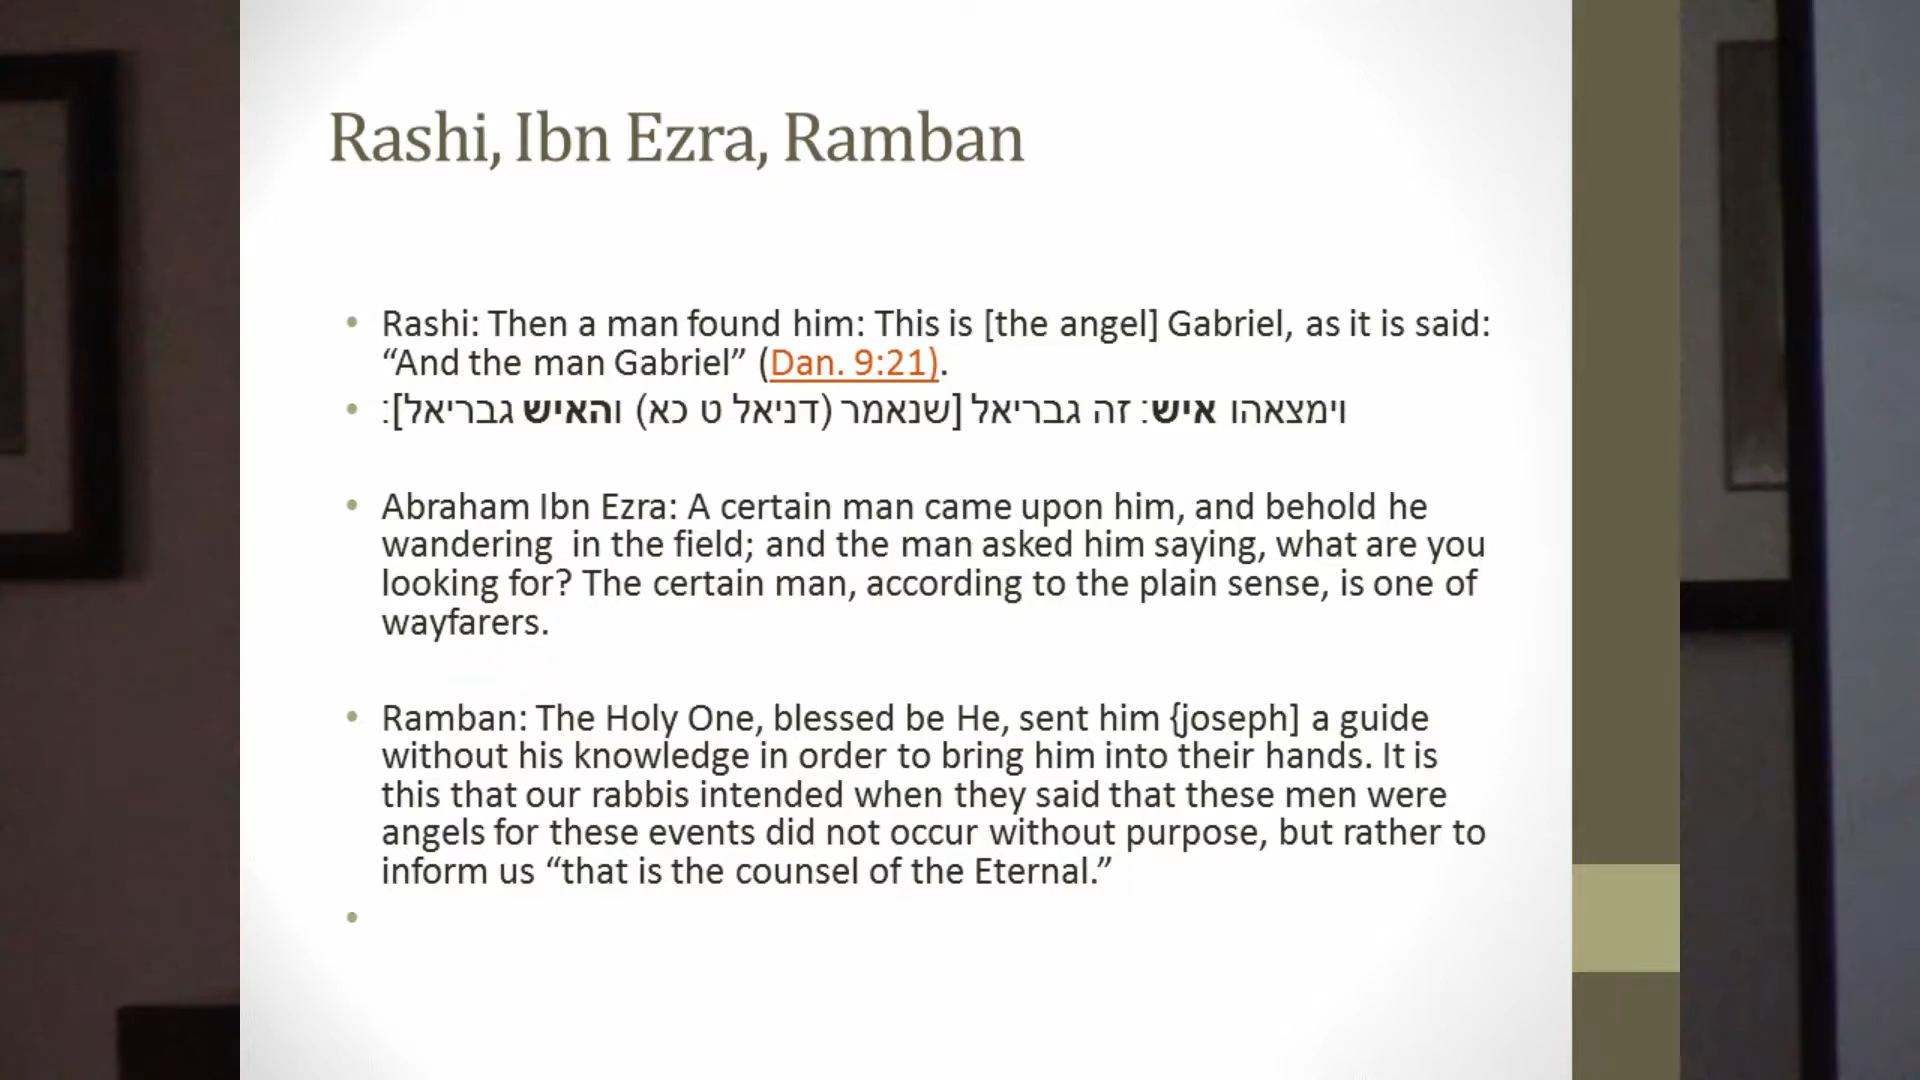 Rashi, Ibn Ezra, Ramban
• Rashi: Then a man found him: This is [the angel] Gabriel, as it is said:
“And the man Gabriel” (Dan. 9:21).
• וימצאהו איש: זה גבריאל [שנאמר (דניאל ט כא) והאיש גבריאל]:
• Abraham Ibn Ezra: A certain man came upon him, and behold he
wandering  in the field; and the man asked him saying, what are you
looking for? The certain man, according to the plain sense, is one of
wayfarers.
• Ramban: The Holy One, blessed be He, sent him {joseph] a guide
without his knowledge in order to bring him into their hands. It is
this that our rabbis intended when they said that these men were
angels for these events did not occur without purpose, but rather to
inform us “that is the counsel of the Eternal.”
•